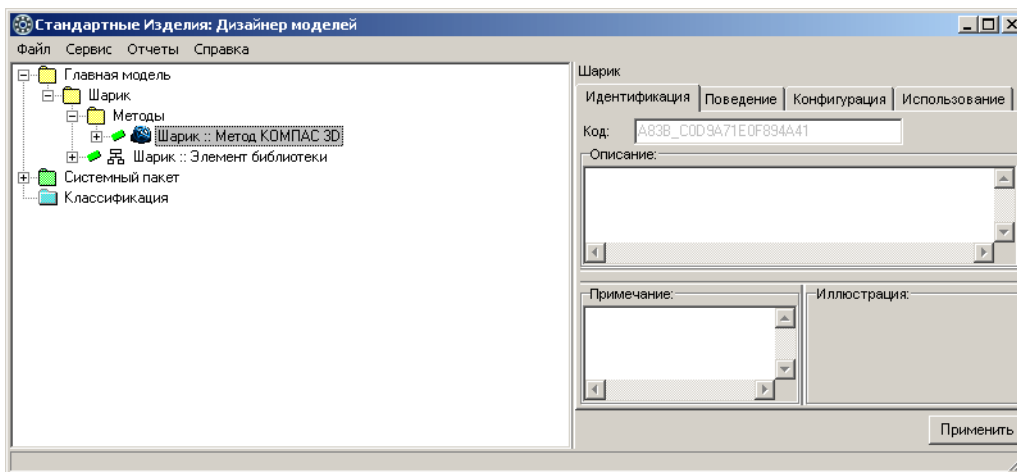 Стандартные Изделия: Дизайнер моделей
Файл Сервис Отчеты Справка
Главная модель
Шарик
Методы
Шарик :: Метод КОМПАС 3D
Шарик :: Элемент библиотеки
Системный пакет
Классификация
Шарик
Идентификация Поведение Конфигурация Использование
Код: A83B_C0D9A71E0F894A41
Описание:
Примечание: Иллюстрация:
Применить